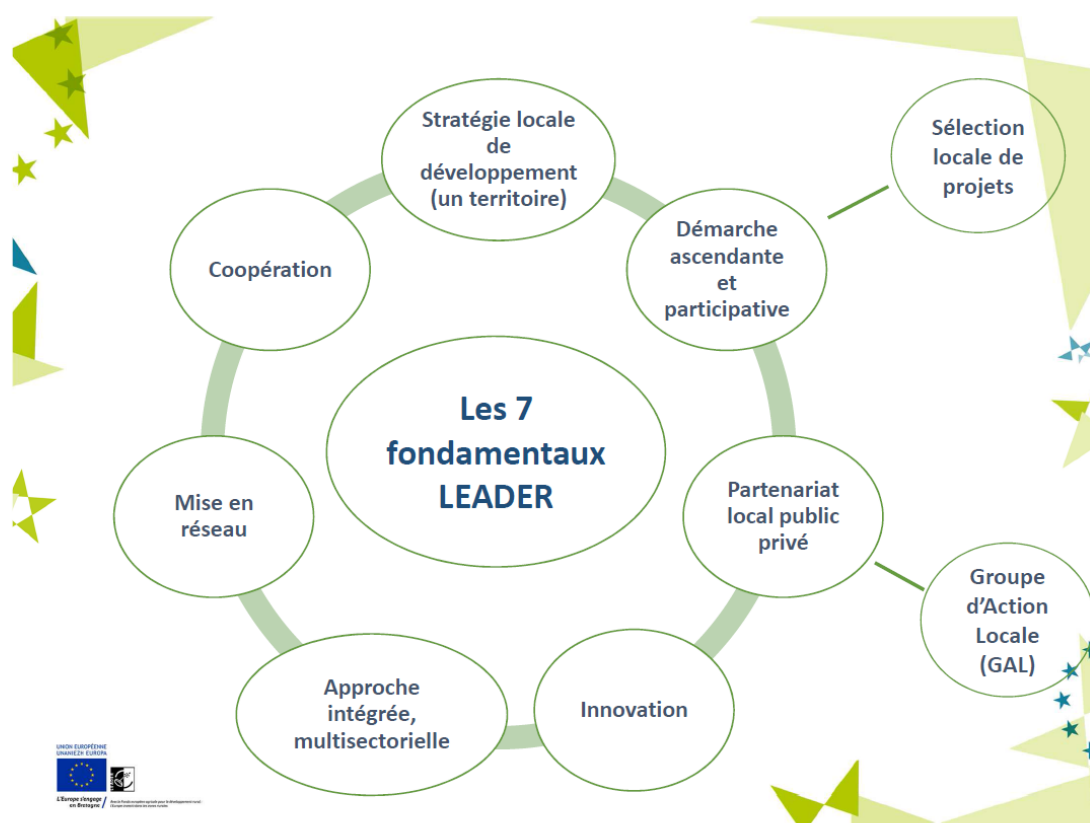 Stratégie locale
de
développement
(un territoire)
Sélection
locale de
projets
Démarche
ascendante
et
participative
Coopération
Les 7
fondamentaux
LEADER
Partenariat
local public
privé
Mise en
réseau
Groupe
d’Action
Locale
(GAL)
Approche
intégrée,
multisectorielle
Innovation
UNION EUROPÉENNE
UNANIEZH EUROPA
L'Europe s'engage
en Bretagne